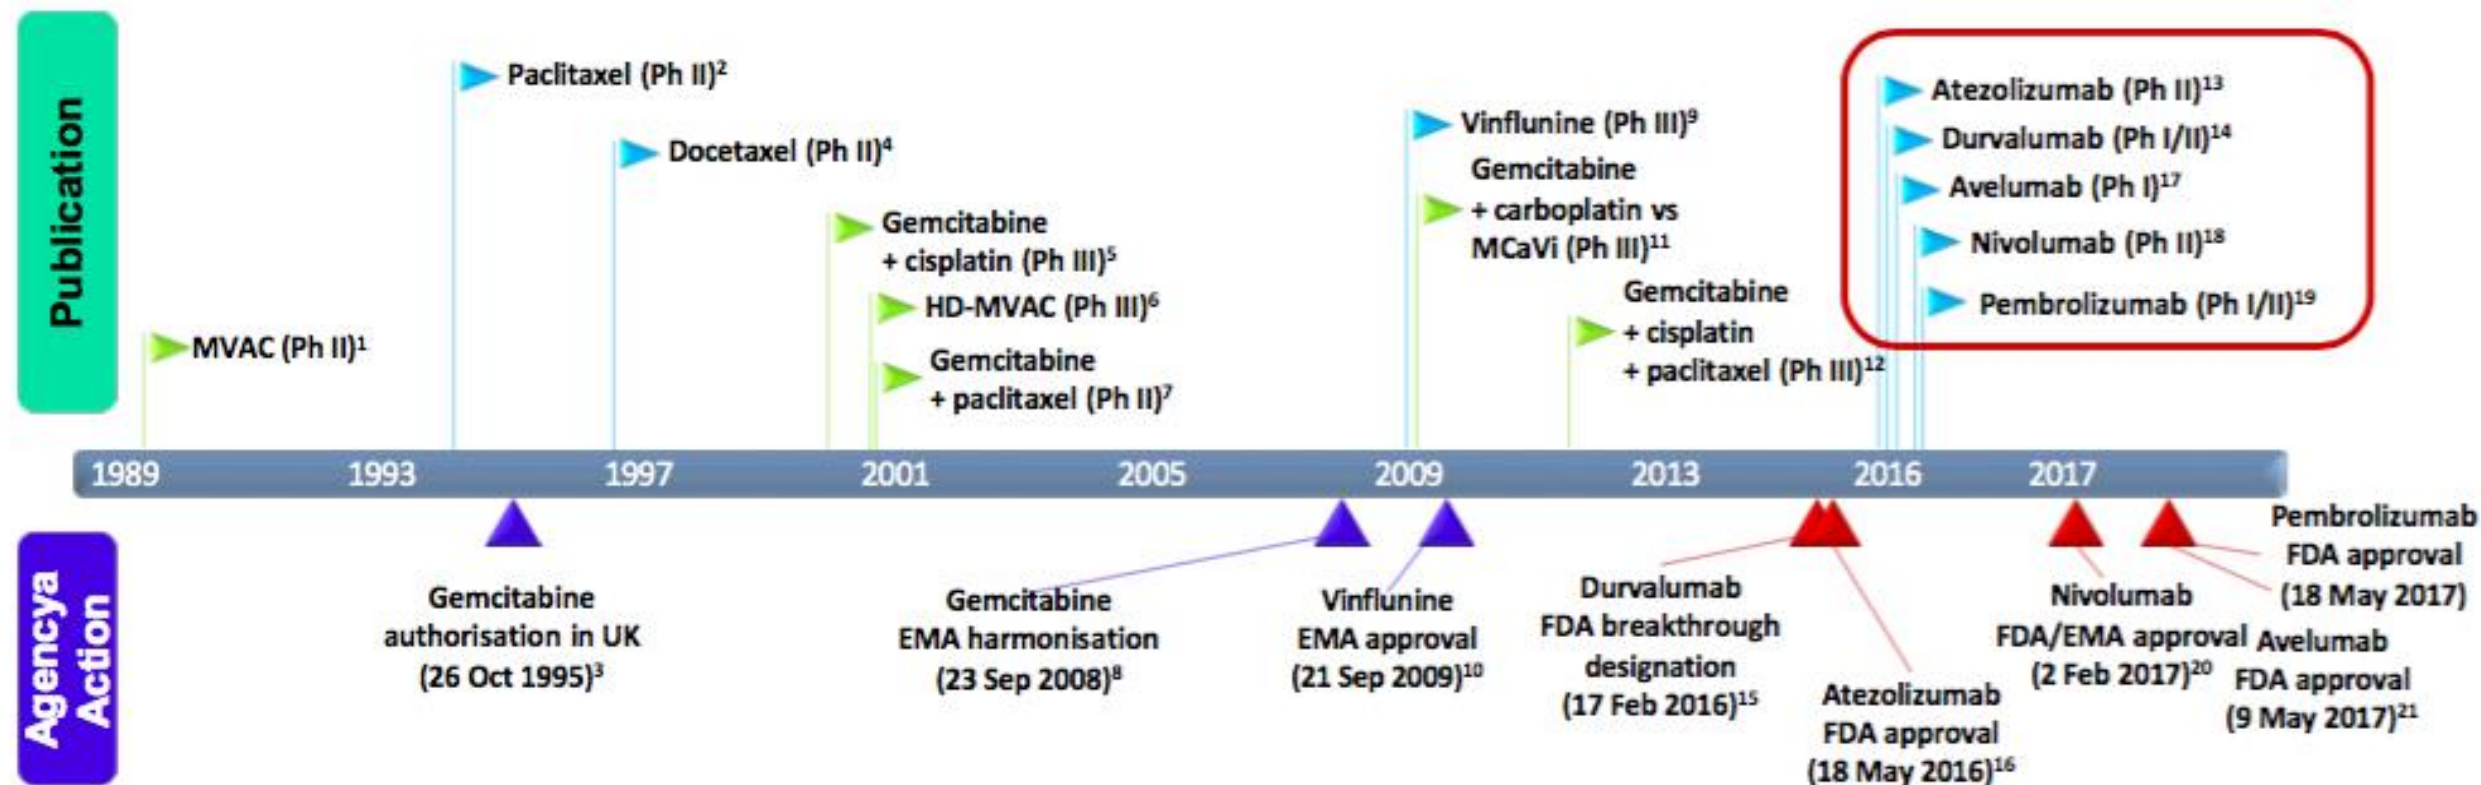 Publication
Paclitaxel (Ph II)²
Docetaxel (Ph II)⁴
Gemcitabine
+ cisplatin (Ph III)⁵
HD-MVAC (Ph III)⁶
Gemcitabine
+ paclitaxel (Ph II)⁷
MVAC (Ph II)¹
Vinflunine (Ph III)⁹
Gemcitabine
+ carboplatin vs
MCaVi (Ph III)¹¹
Gemcitabine
+ cisplatin
+ paclitaxel (Ph III)¹²
Atezolizumab (Ph II)¹³
Durvalumab (Ph I/II)¹⁴
Avelumab (Ph I)¹⁷
Nivolumab (Ph II)¹⁸
Pembrolizumab (Ph I/II)¹⁹
1989 1993 1997 2001 2005 2009 2013 2016 2017
Agencya
Action
Gemcitabine
authorisation in UK
(26 Oct 1995)³
Gemcitabine
EMA harmonisation
(23 Sep 2008)⁸
Vinflunine
EMA approval
(21 Sep 2009)¹⁰
Durvalumab
FDA breakthrough
designation
(17 Feb 2016)¹⁵
Atezolizumab
FDA approval
(18 May 2016)¹⁶
Nivolumab
FDA/EMA approval
(2 Feb 2017)²⁰
Pembrolizumab
FDA approval
(18 May 2017)
Avelumab
FDA approval
(9 May 2017)²¹